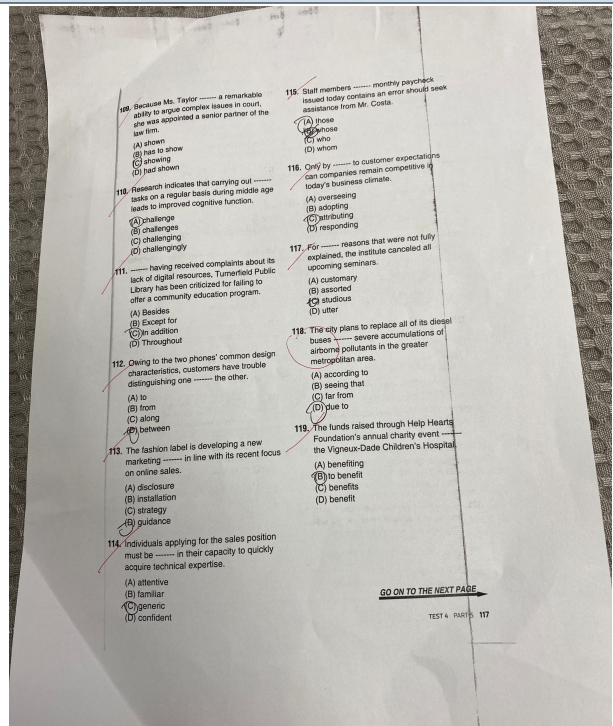 109. Because Ms. Taylor ------- a remarkable
ability to argue complex issues in court,
she was appointed a senior partner of the
law firm.
(A) shown
(B) has to show
(C) showing
(D) had shown
110. Research indicates that carrying out -------
tasks on a regular basis during middle age
leads to improved cognitive function.
(A) challenge
(B) challenges
(C) challenging
(D) challengingly
111. ------- having received complaints about its
lack of digital resources, Turnerfield Public
Library has been criticized for failing to
offer a community education program.
(A) Besides
(B) Except for
(C) In addition
(D) Throughout
112. Owing to the two phones' common design
characteristics, customers have trouble
distinguishing one ------- the other.
(A) to
(B) from
(C) along
(D) between
113. The fashion label is developing a new
marketing ------- in line with its recent focus
on online sales.
(A) disclosure
(B) installation
(C) strategy
(D) guidance
114. Individuals applying for the sales position
must be ------- in their capacity to quickly
acquire technical expertise.
(A) attentive
(B) familiar
(C) generic
(D) confident
115. Staff members ------- monthly paycheck
issued today contains an error should seek
assistance from Mr. Costa.
(A) those
(B) whose
(C) who
(D) whom
116. Only by ------- to customer expectations
can companies remain competitive in
today's business climate.
(A) overseeing
(B) adopting
(C) attributing
(D) responding
117. For ------- reasons that were not fully
explained, the institute canceled all
upcoming seminars.
(A) customary
(B) assorted
(C) studious
(D) utter
118. The city plans to replace all of its diesel
buses ------- severe accumulations of
airborne pollutants in the greater
metropolitan area.
(A) according to
(B) seeing that
(C) far from
(D) due to
119. The funds raised through Help Hearts
Foundation's annual charity event -------
the Vigneux-Dade Children's Hospital.
(A) benefiting
(B) to benefit
(C) benefits
(D) benefit
GO ON TO THE NEXT PAGE
TEST 4 PART 5 117